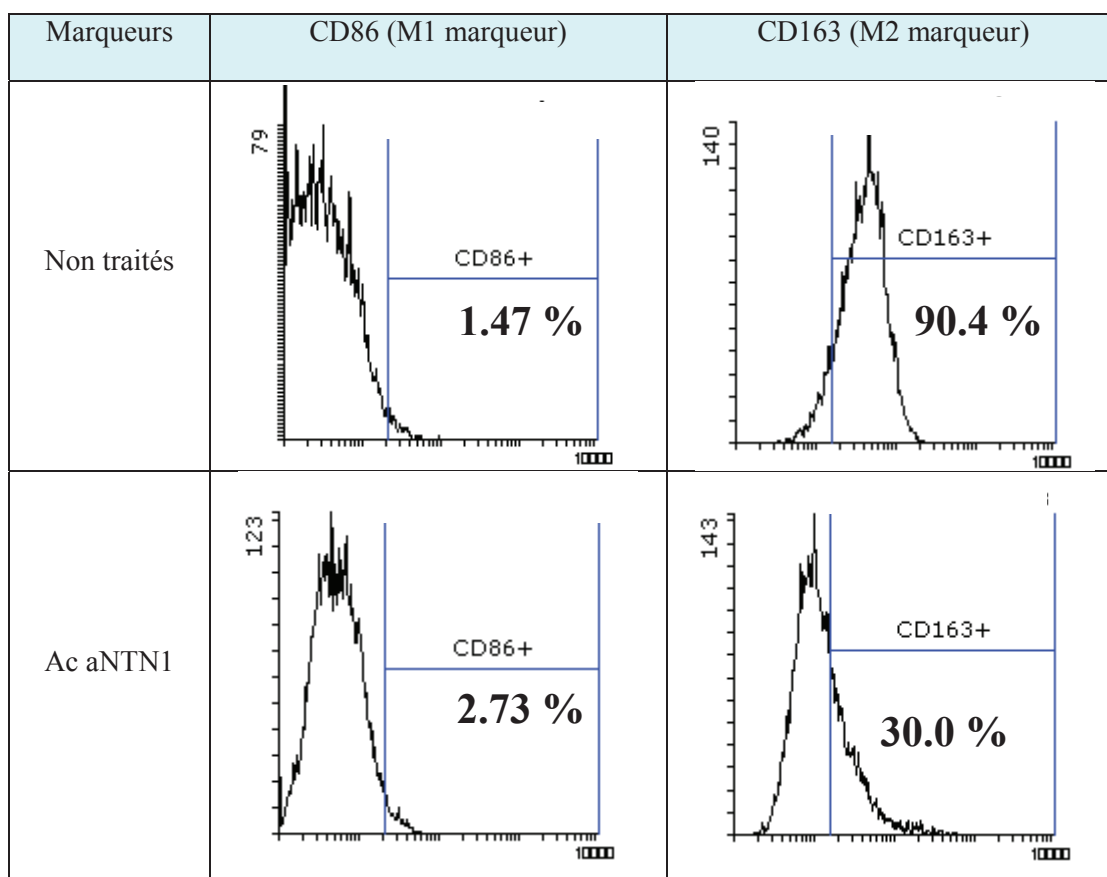 Marqueurs CD86 (M1 marqueur) CD163 (M2 marqueur)
Non traités
79
CD86+
1.47 %
10000
140
CD163+
90.4 %
10000
Ac aNTN1
123
CD86+
2.73 %
10000
143
CD163+
30.0 %
10000